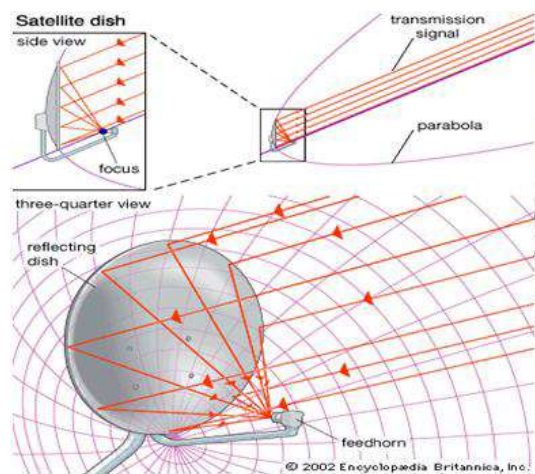 Satellite dish
side view
focus
transmission
signal
parabola
three-quarter view
reflecting
dish
feedhorn
© 2002 Encyclopædia Britannica, Inc.